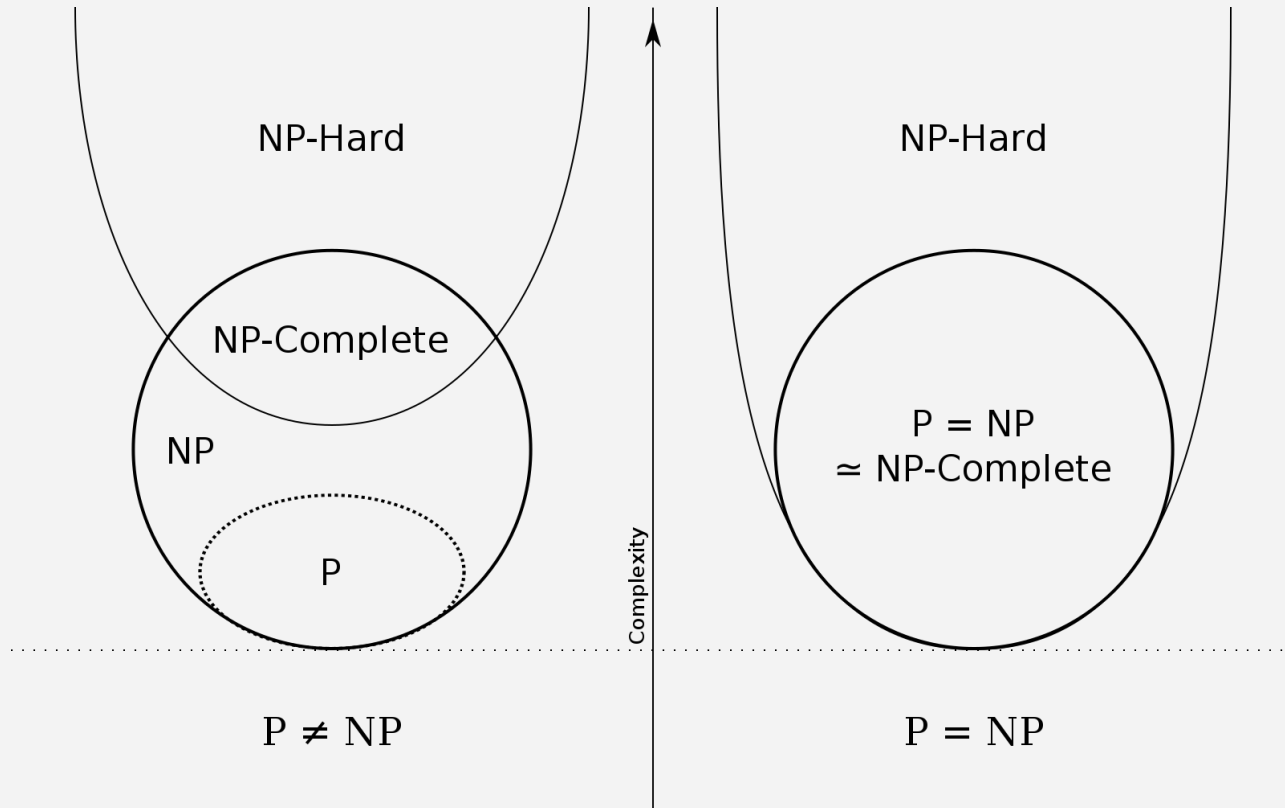 NP-Hard
NP-Complete
NP
P
P ≠ NP
Complexity
NP-Hard
P = NP
≃ NP-Complete
P = NP